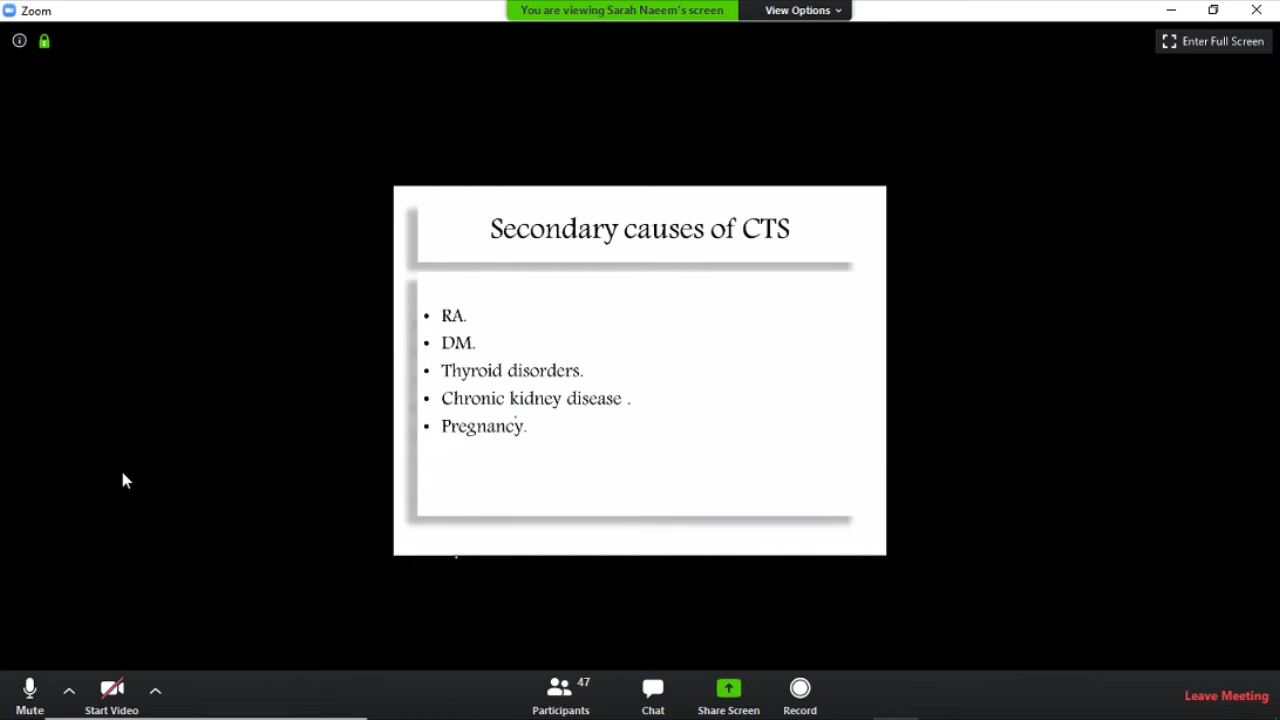 Zoom
You are viewing Sarah Naeem's screen
View Options
Enter Full Screen
Secondary causes of CTS
• RA.
• DM.
• Thyroid disorders.
• Chronic kidney disease .
• Pregnancy.
Mute
Start Video
47
Participants
Chat
Share Screen
Record
Leave Meeting